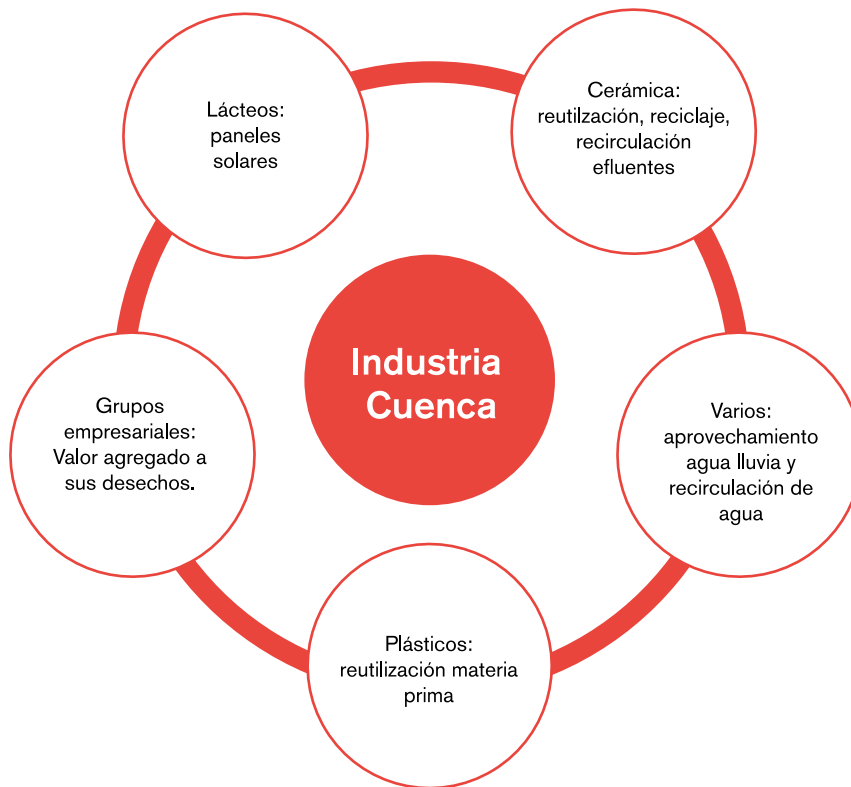 Lácteos:
paneles
solares
Cerámica:
reutilzación, reciclaje,
recirculación
efluentes
Industria
Cuenca
Grupos
empresariales:
Valor agregado a
sus desechos.
Varios:
aprovechamiento
agua lluvia y
recirculación de
agua
Plásticos:
reutilización materia
prima